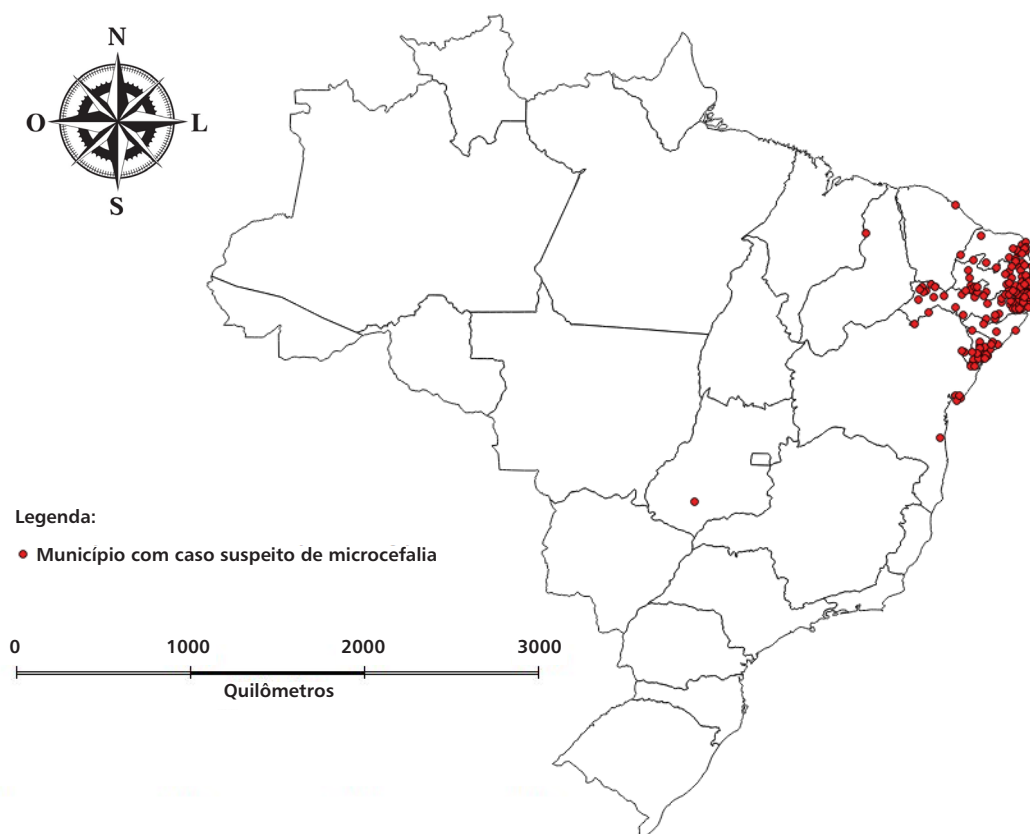 N
O
L
S
Legenda:
Município com caso suspeito de microcefalia
0 1000 2000 3000
Quilômetros